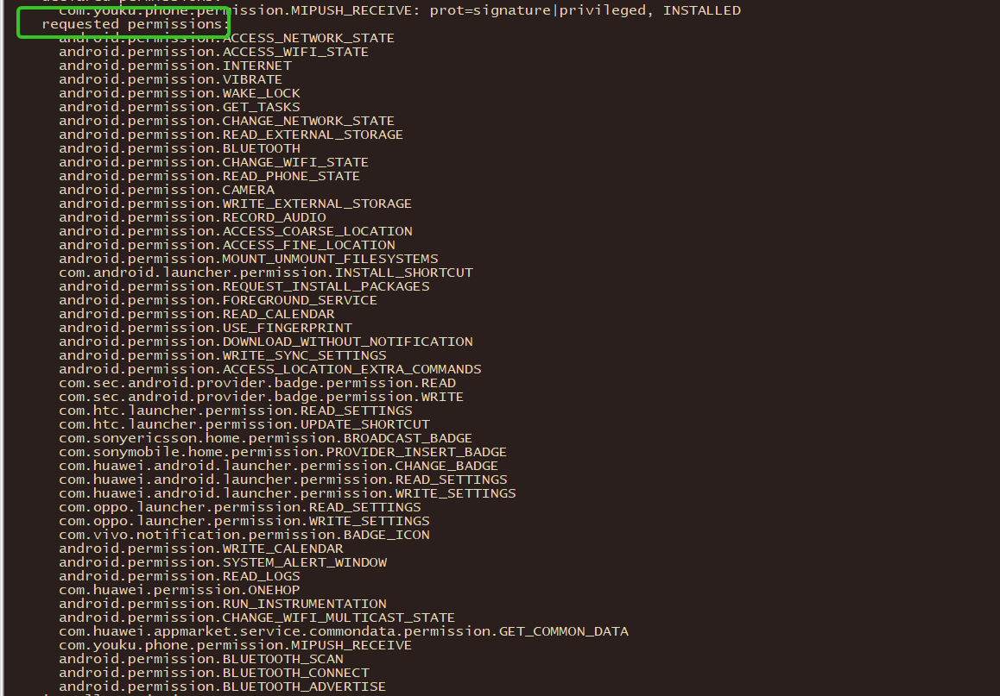 com.youku.phone.permission.MIPUSH_RECEIVE: prot=signature|privileged, INSTALLED
requested permissions:
android.permission.ACCESS_NETWORK_STATE
android.permission.ACCESS_WIFI_STATE
android.permission.INTERNET
android.permission.VIBRATE
android.permission.WAKE_LOCK
android.permission.GET_TASKS
android.permission.CHANGE_NETWORK_STATE
android.permission.READ_EXTERNAL_STORAGE
android.permission.BLUETOOTH
android.permission.CHANGE_WIFI_STATE
android.permission.READ_PHONE_STATE
android.permission.CAMERA
android.permission.WRITE_EXTERNAL_STORAGE
android.permission.RECORD_AUDIO
android.permission.ACCESS_COARSE_LOCATION
android.permission.ACCESS_FINE_LOCATION
android.permission.MOUNT_UNMOUNT_FILESYSTEMS
com.android.launcher.permission.INSTALL_SHORTCUT
android.permission.REQUEST_INSTALL_PACKAGES
android.permission.FOREGROUND_SERVICE
android.permission.READ_CALENDAR
android.permission.USE_FINGERPRINT
android.permission.DOWNLOAD_WITHOUT_NOTIFICATION
android.permission.WRITE_SYNC_SETTINGS
android.permission.ACCESS_LOCATION_EXTRA_COMMANDS
com.sec.android.provider.badge.permission.READ
com.sec.android.provider.badge.permission.WRITE
com.htc.launcher.permission.READ_SETTINGS
com.htc.launcher.permission.UPDATE_SHORTCUT
com.sonyericsson.home.permission.BROADCAST_BADGE
com.sonymobile.home.permission.PROVIDER_INSERT_BADGE
com.huawei.android.launcher.permission.CHANGE_BADGE
com.huawei.android.launcher.permission.READ_SETTINGS
com.huawei.android.launcher.permission.WRITE_SETTINGS
com.oppo.launcher.permission.READ_SETTINGS
com.oppo.launcher.permission.WRITE_SETTINGS
com.vivo.notification.permission.BADGE_ICON
android.permission.WRITE_CALENDAR
android.permission.SYSTEM_ALERT_WINDOW
android.permission.READ_LOGS
com.huawei.permission.ONEHOP
android.permission.RUN_INSTRUMENTATION
android.permission.CHANGE_WIFI_MULTICAST_STATE
com.huawei.appmarket.service.commondata.permission.GET_COMMON_DATA
com.youku.phone.permission.MIPUSH_RECEIVE
android.permission.BLUETOOTH_SCAN
android.permission.BLUETOOTH_CONNECT
android.permission.BLUETOOTH_ADVERTISE